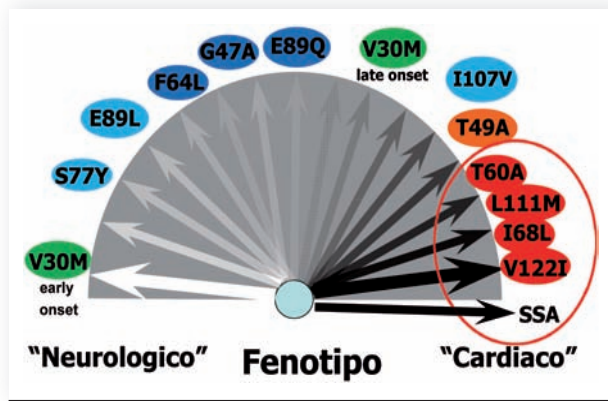 G47A
E89Q
V30M
late onset
F64L
I107V
E89L
T49A
S77Y
T60A
L111M
I68L
V30M
early
onset
V122I
SSA
"Neurologico"
Fenotipo
"Cardiaco"